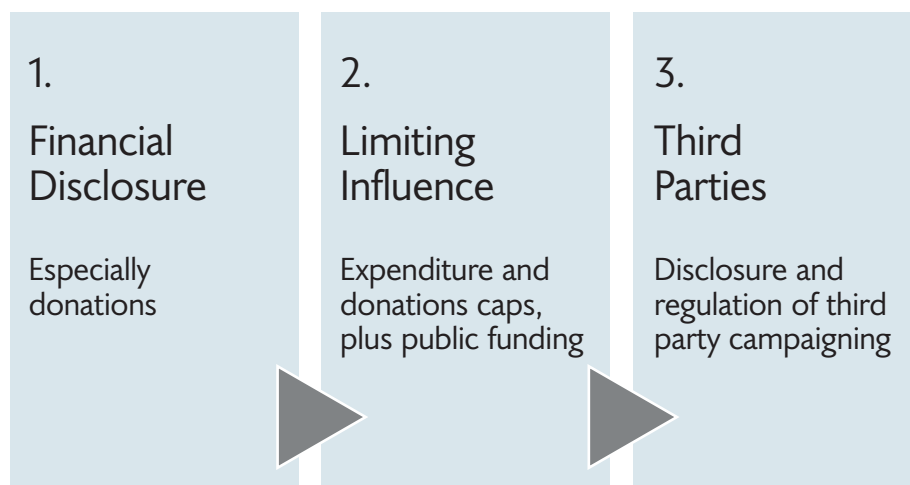 1.
Financial
Disclosure
Especially
donations
2.
Limiting
Influence
Expenditure and
donations caps,
plus public funding
3.
Third
Parties
Disclosure and
regulation of third
party campaigning